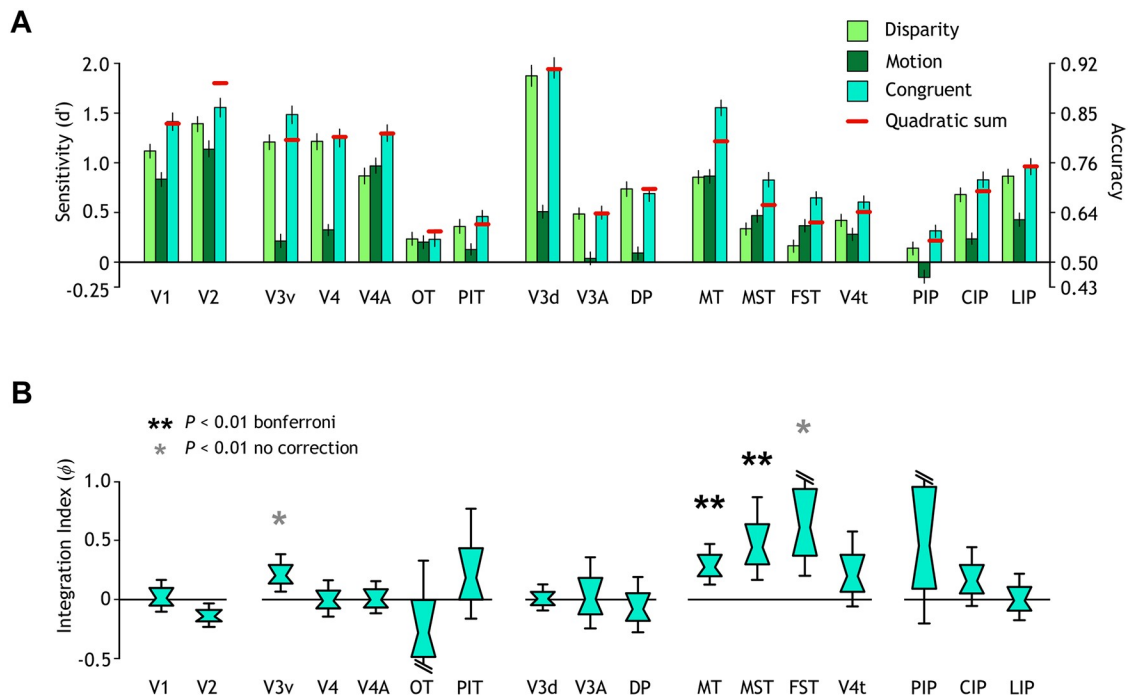 A
Disparity
Motion
Congruent
Quadratic sum
Sensitivity (d')
2.0
1.5
1.0
0.5
0
-0.25
Accuracy
0.92
0.85
0.76
0.64
0.50
0.43
V1 V2 V3v V4 V4A OT PIT V3d V3A DP MT MST FST V4t PIP CIP LIP
B
** P < 0.01 bonferroni
* P < 0.01 no correction
Integration Index (ϕ)
1.0
0.5
0
-0.5
*
**
**
*
V1 V2 V3v V4 V4A OT PIT V3d V3A DP MT MST FST V4t PIP CIP LIP